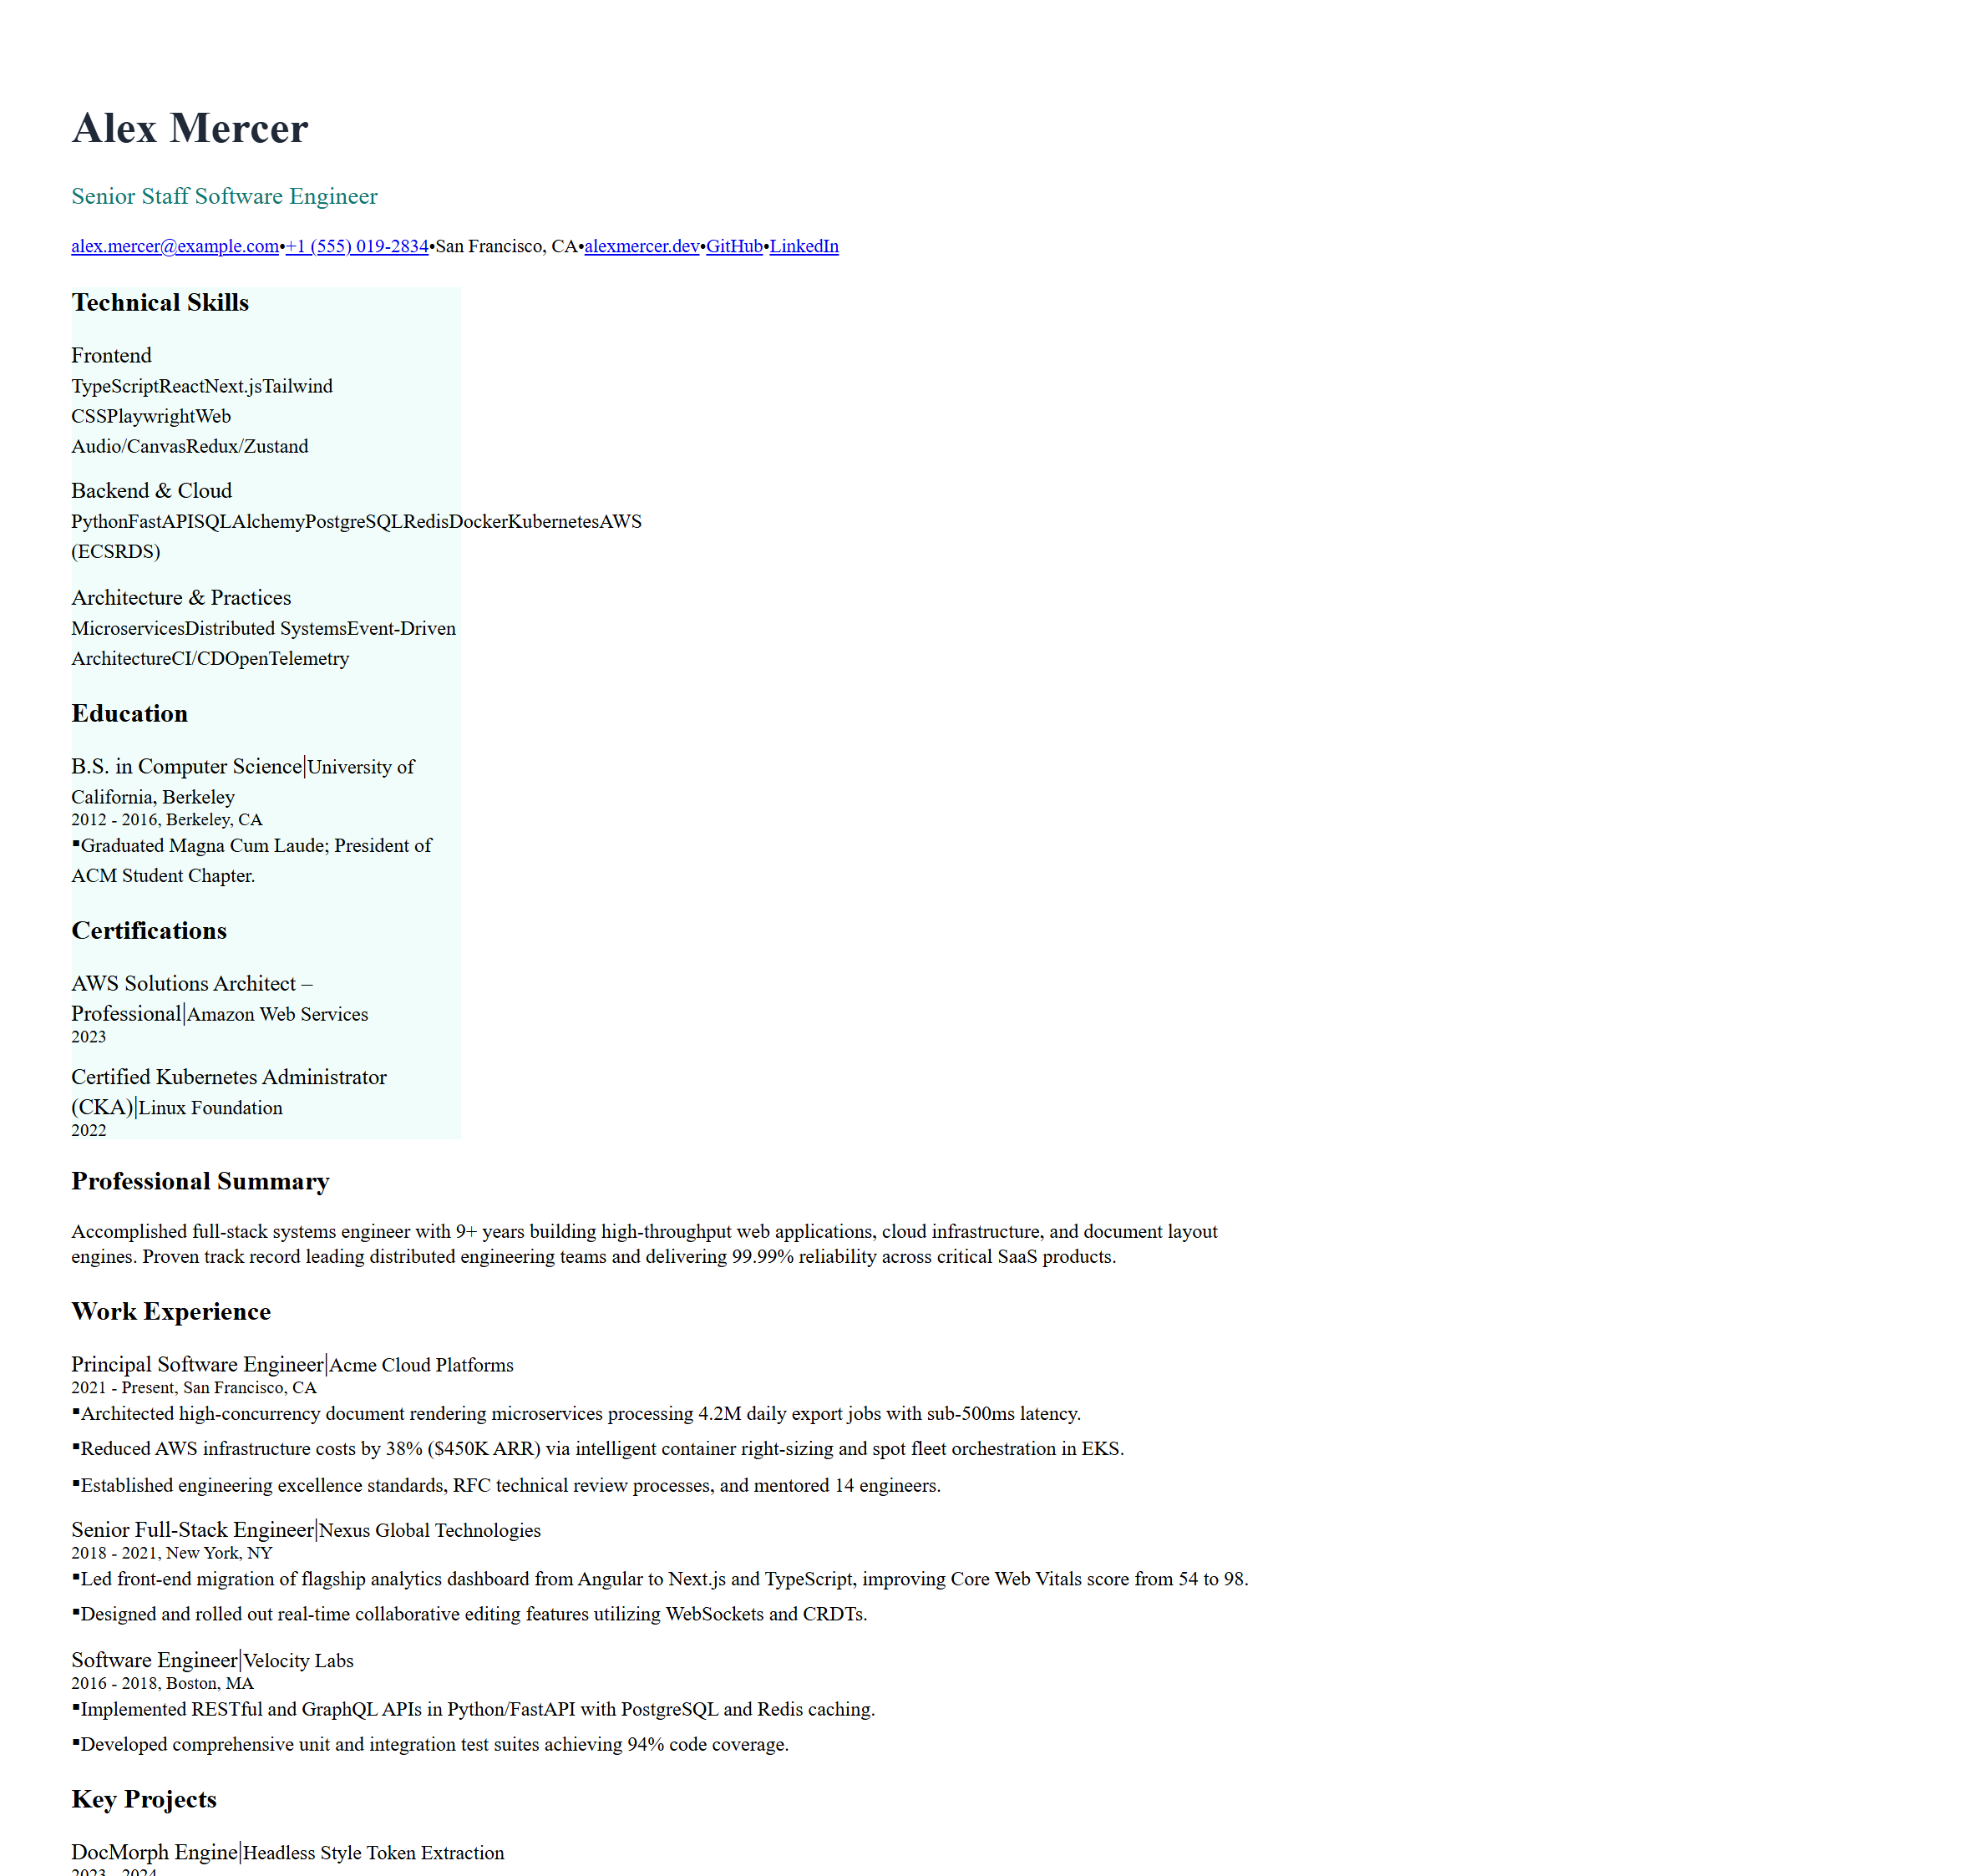 Alex Mercer
Senior Staff Software Engineer
alex.mercer@example.com•+1 (555) 019-2834•San Francisco, CA•alexmercer.dev•GitHub•LinkedIn
Technical Skills
Frontend
TypeScriptReactNext.jsTailwind
CSSPlaywrightWeb
Audio/CanvasRedux/Zustand
Backend & Cloud
PythonFastAPISQLAlchemyPostgreSQLRedisDockerKubernetesAWS
(ECSRDS)
Architecture & Practices
MicroservicesDistributed SystemsEvent-Driven
ArchitectureCI/CDOpenTelemetry
Education
B.S. in Computer Science|University of
California, Berkeley
2012 - 2016, Berkeley, CA
▪Graduated Magna Cum Laude; President of
ACM Student Chapter.
Certifications
AWS Solutions Architect –
Professional|Amazon Web Services
2023
Certified Kubernetes Administrator
(CKA)|Linux Foundation
2022
Professional Summary
Accomplished full-stack systems engineer with 9+ years building high-throughput web applications, cloud infrastructure, and document layout
engines. Proven track record leading distributed engineering teams and delivering 99.99% reliability across critical SaaS products.
Work Experience
Principal Software Engineer|Acme Cloud Platforms
2021 - Present, San Francisco, CA
▪Architected high-concurrency document rendering microservices processing 4.2M daily export jobs with sub-500ms latency.
▪Reduced AWS infrastructure costs by 38% ($450K ARR) via intelligent container right-sizing and spot fleet orchestration in EKS.
▪Established engineering excellence standards, RFC technical review processes, and mentored 14 engineers.
Senior Full-Stack Engineer|Nexus Global Technologies
2018 - 2021, New York, NY
▪Led front-end migration of flagship analytics dashboard from Angular to Next.js and TypeScript, improving Core Web Vitals score from 54 to 98.
▪Designed and rolled out real-time collaborative editing features utilizing WebSockets and CRDTs.
Software Engineer|Velocity Labs
2016 - 2018, Boston, MA
▪Implemented RESTful and GraphQL APIs in Python/FastAPI with PostgreSQL and Redis caching.
▪Developed comprehensive unit and integration test suites achieving 94% code coverage.
Key Projects
DocMorph Engine|Headless Style Token Extraction
2023 - 2024